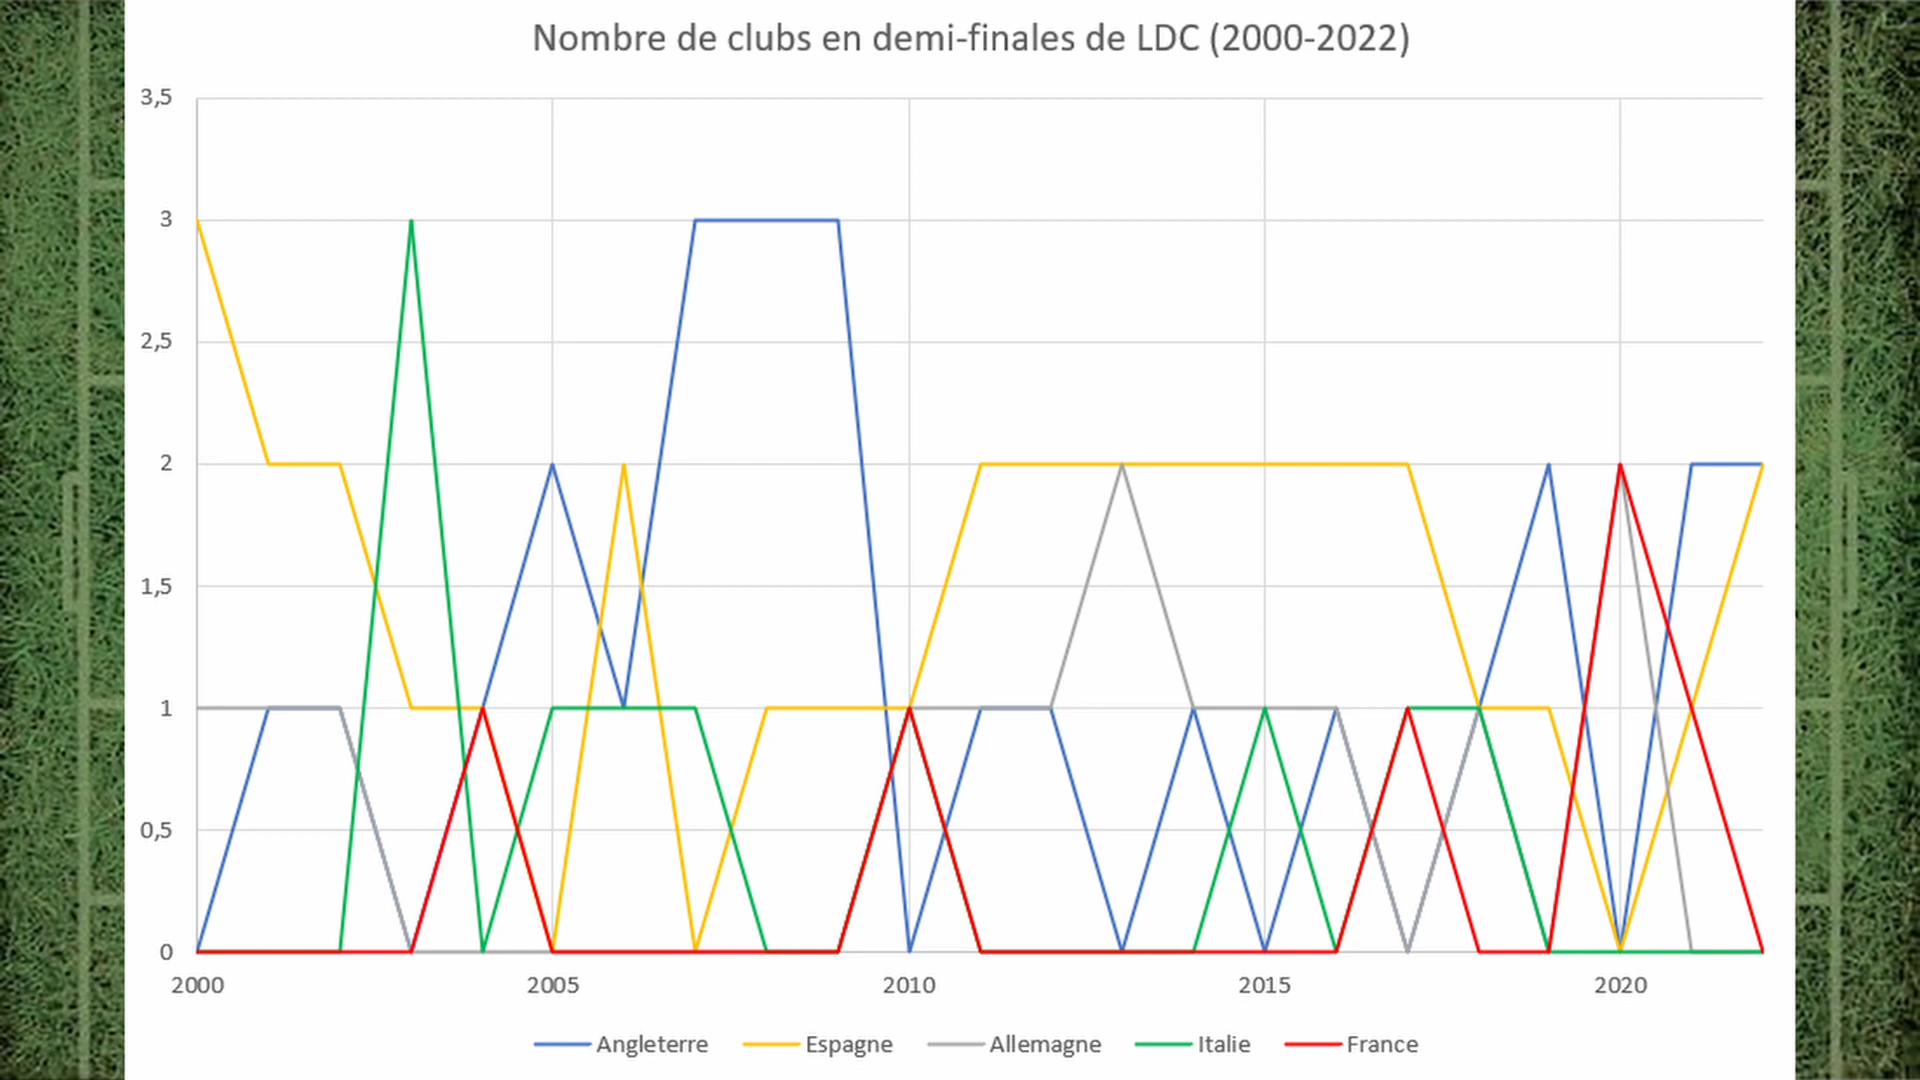 Nombre de clubs en demi-finales de LDC (2000-2022)
3,5
3
2,5
2
1,5
1
0,5
0
2000 2005 2010 2015 2020
Angleterre Espagne Allemagne Italie France